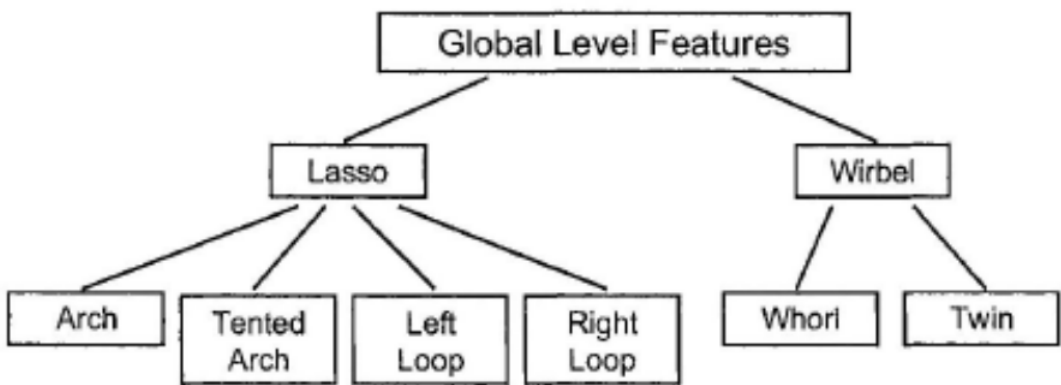 Global Level Features
Lasso
Wirbel
Arch
Tented
Arch
Left
Loop
Right
Loop
Whorl
Twin